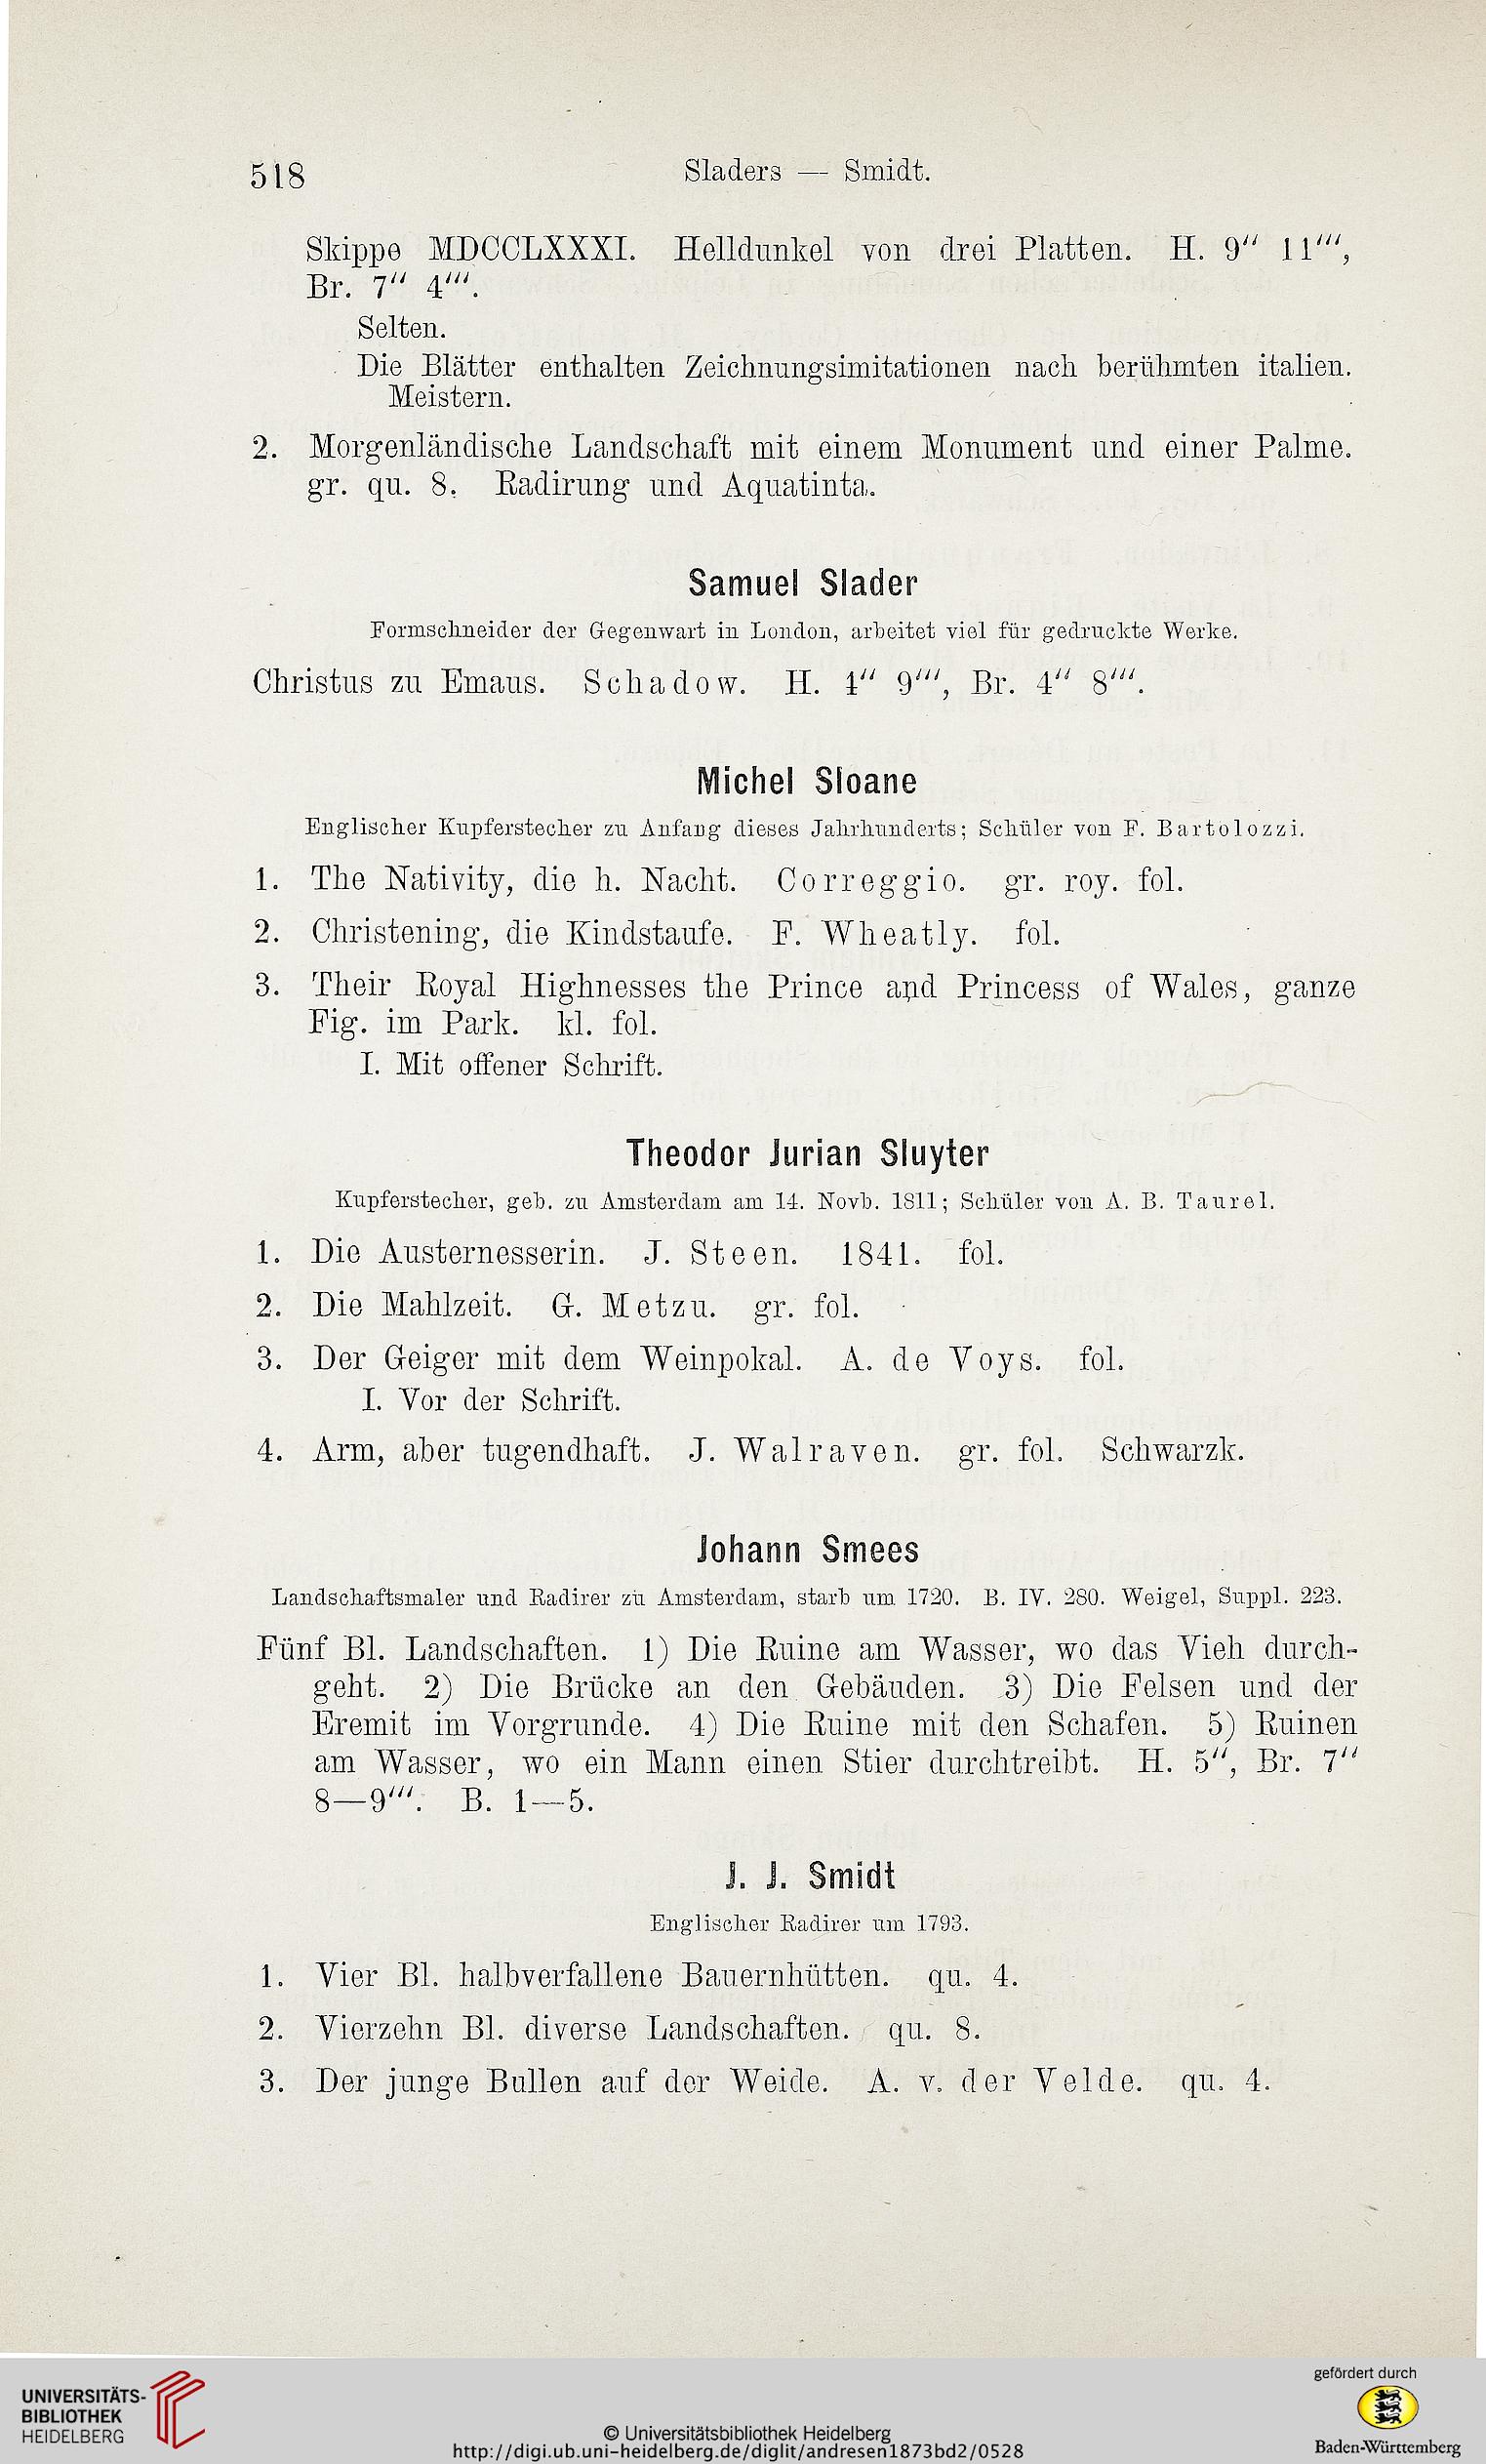 518
Sladers — Smidt.
Skippe MDCCLXXXI. Helldunkel von drei Platten. H. 9″ 11‴,
Br. 7″ 4‴.
Selten.
Die Blätter enthalten Zeichnungsimitationen nach berühmten italien.
Meistern.
2. Morgenländische Landschaft mit einem Monument und einer Palme.
gr. qu. 8. Radirung und Aquatinta.
Samuel Slader
Formschneider der Gegenwart in London, arbeitet viel für gedruckte Werke.
Christus zu Emaus. Schadow. H. 4″ 9‴, Br. 4″ 8‴.
Michel Sloane
Englischer Kupferstecher zu Anfang dieses Jahrhunderts; Schüler von F. Bartolozzi.
1. The Nativity, die h. Nacht. Correggio. gr. roy. fol.
2. Christening, die Kindstaufe. F. Wheatly. fol.
3. Their Royal Highnesses the Prince and Princess of Wales, ganze
Fig. im Park. kl. fol.
I. Mit offener Schrift.
Theodor Jurian Sluyter
Kupferstecher, geb. zu Amsterdam am 14. Novb. 1811; Schüler von A. B. Taurel.
1. Die Austernesserin. J. Steen. 1841. fol.
2. Die Mahlzeit. G. Metzu. gr. fol.
3. Der Geiger mit dem Weinpokal. A. de Voys. fol.
I. Vor der Schrift.
4. Arm, aber tugendhaft. J. Walraven. gr. fol. Schwarzk.
Johann Smees
Landschaftsmaler und Radirer zu Amsterdam, starb um 1720. B. IV. 280. Weigel, Suppl. 223.
Fünf Bl. Landschaften. 1) Die Ruine am Wasser, wo das Vieh durch-
geht. 2) Die Brücke an den Gebäuden. 3) Die Felsen und der
Eremit im Vorgrunde. 4) Die Ruine mit den Schafen. 5) Ruinen
am Wasser, wo ein Mann einen Stier durchtreibt. H. 5″, Br. 7″
8—9‴. B. 1—5.
J. J. Smidt
Englischer Radirer um 1793.
1. Vier Bl. halbverfallene Bauernhütten. qu. 4.
2. Vierzehn Bl. diverse Landschaften. qu. 8.
3. Der junge Bullen auf der Weide. A. v. der Velde. qu. 4.
UNIVERSITÄTS-
BIBLIOTHEK
HEIDELBERG
© Universitätsbibliothek Heidelberg
http://digi.ub.uni-heidelberg.de/diglit/andresen1873bd2/0528
gefördert durch
Baden-Württemberg